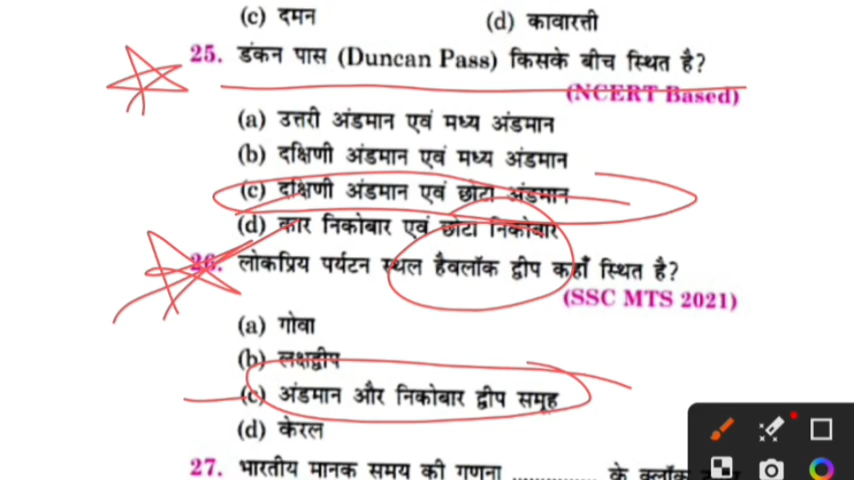 (c) दमन (d) कावारत्ती
25. डंकन पास (Duncan Pass) किसके बीच स्थित है?
(NCERT Based)
(a) उत्तरी अंडमान एवं मध्य अंडमान
(b) दक्षिणी अंडमान एवं मध्य अंडमान
(c) दक्षिणी अंडमान एवं छोटा अंडमान
(d) कार निकोबार एवं छोटा निकोबार
26. लोकप्रिय पर्यटन स्थल हैवलॉक द्वीप कहाँ स्थित है?
(SSC MTS 2021)
(a) गोवा
(b) लक्षद्वीप
(c) अंडमान और निकोबार द्वीप समूह
(d) केरल
27. भारतीय मानक समय की गणना ............. के क्लॉक